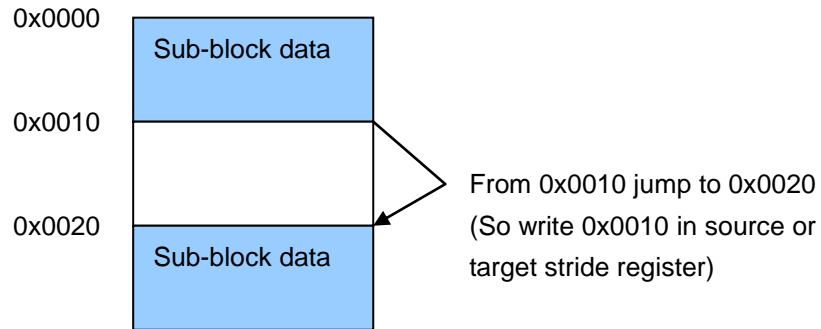 0x0000
Sub-block data
0x0010
From 0x0010 jump to 0x0020
(So write 0x0010 in source or
target stride register)
0x0020
Sub-block data